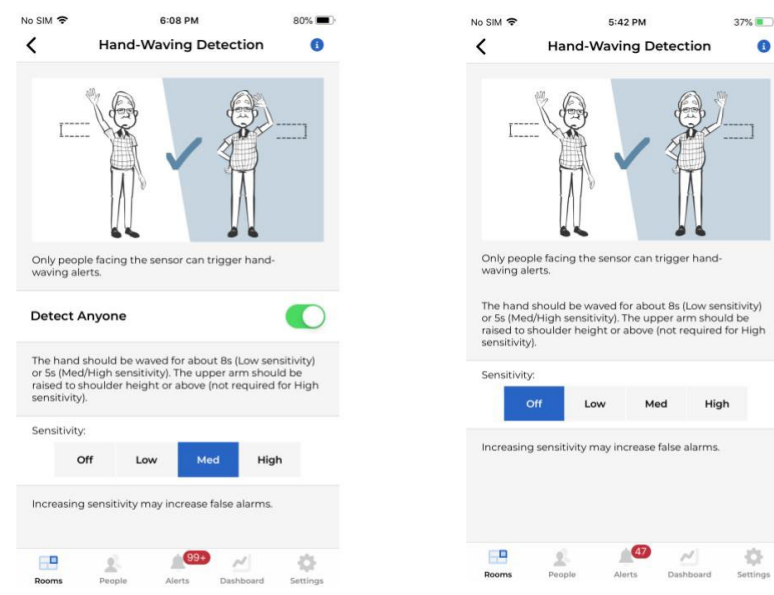 No SIM 6:08 PM 80%
Hand-Waving Detection
Only people facing the sensor can trigger hand-
waving alerts.
Detect Anyone
The hand should be waved for about 8s (Low sensitivity)
or 5s (Med/High sensitivity). The upper arm should be
raised to shoulder height or above (not required for High
sensitivity).
Sensitivity:
Off Low Med High
Increasing sensitivity may increase false alarms.
99+
Rooms People Alerts Dashboard Settings
No SIM 5:42 PM 37%
Hand-Waving Detection
Only people facing the sensor can trigger hand-
waving alerts.
The hand should be waved for about 8s (Low sensitivity)
or 5s (Med/High sensitivity). The upper arm should be
raised to shoulder height or above (not required for High
sensitivity).
Sensitivity:
Off Low Med High
Increasing sensitivity may increase false alarms.
47
Rooms People Alerts Dashboard Settings